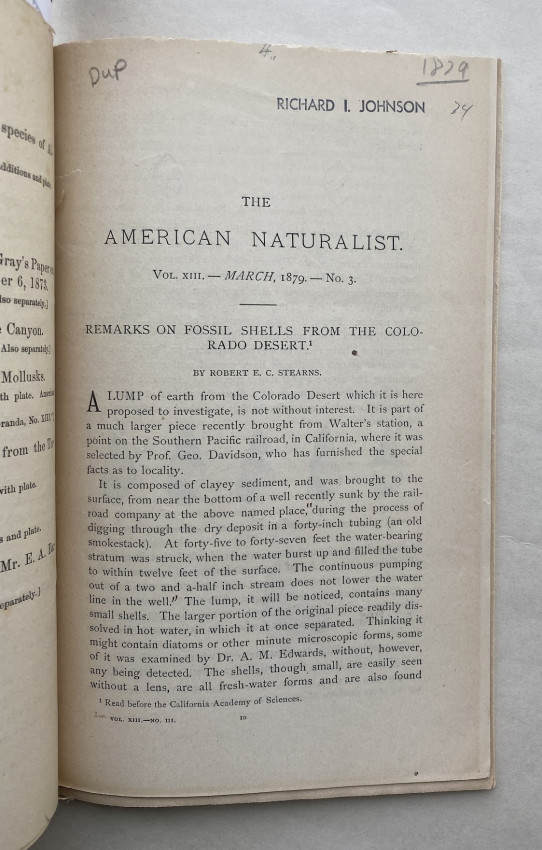 species of A.
additions and pla
Gray's Paper
er 6, 1873.
lso separately.]
Canyon.
Also separately.]
Mollusks.
th plate.
randa, No. XIII.
from the
with plate.
s and plate.
Mr. E. A.
eparately.]
4.
DUP
1879
RICHARD I. JOHNSON
34
THE
AMERICAN NATURALIST.
VOL. XIII. — MARCH, 1879. — No. 3.
REMARKS ON FOSSIL SHELLS FROM THE COLO-
RADO DESERT.¹
BY ROBERT E. C. STEARNS.
A LUMP of earth from the Colorado Desert which it is here
proposed to investigate, is not without interest. It is part of
a much larger piece recently brought from Walter's station, a
point on the Southern Pacific railroad, in California, where it was
selected by Prof. Geo. Davidson, who has furnished the special
facts as to locality.
It is composed of clayey sediment, and was brought to the
surface, from near the bottom of a well recently sunk by the rail-
road company at the above named place, "during the process of
digging through the dry deposit in a forty-inch tubing (an old
smokestack). At forty-five to forty-seven feet the water-bearing
stratum was struck, when the water burst up and filled the tube
to within twelve feet of the surface. The continuous pumping
out of a two and a-half inch stream does not lower the water
line in the well." The lump, it will be noticed, contains many
small shells. The larger portion of the original piece readily dis-
solved in hot water, in which it at once separated. Thinking it
might contain diatoms or other minute microscopic forms, some
of it was examined by Dr. A. M. Edwards, without, however,
any being detected. The shells, though small, are easily seen
without a lens, are all fresh-water forms and are also found
¹ Read before the California Academy of Sciences.
VOL. XIII.—NO. III. 10